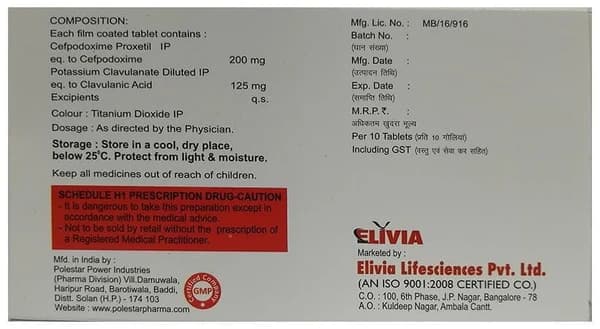 COMPOSITION:
Each film coated tablet contains :
Cefpodoxime Proxetil IP
eq. to Cefpodoxime 200 mg
Potassium Clavulanate Diluted IP
eq. to Clavulanic Acid 125 mg
Excipients q.s.
Colour : Titanium Dioxide IP
Dosage : As directed by the Physician.
Storage : Store in a cool, dry place,
below 25°C. Protect from light & moisture.
Keep all medicines out of reach of children.
SCHEDULE H1 PRESCRIPTION DRUG-CAUTION
- It is dangerous to take this preparation except in
accordance with the medical advice.
- Not to be sold by retail without the prescription of
a Registered Medical Practitioner.
Mfd. in India by :
Polestar Power Industries
(Pharma Division) Vill.Damuwala,
Haripur Road, Barotiwala, Baddi,
Distt. Solan (H.P.) - 174 103
Website : www.polestarpharma.com
Certified Company
GMP
Mfg. Lic. No. : MB/16/916
Batch No. :
(घान संख्या)
Mfg. Date :
(उत्पादन तिथि)
Exp. Date :
(समाप्ति तिथि)
M.R.P. ₹. :
अधिकतम खुदरा मूल्य
Per 10 Tablets (प्रति 10 गोलियां)
Including GST (वस्तु एवं सेवा कर सहित)
ELIVIA
Marketed by :
Elivia Lifesciences Pvt. Ltd.
(AN ISO 9001:2008 CERTIFIED CO.)
C.O. : 100, 6th Phase, J.P. Nagar, Bangalore - 78
A.O. : Kuldeep Nagar, Ambala Cantt.